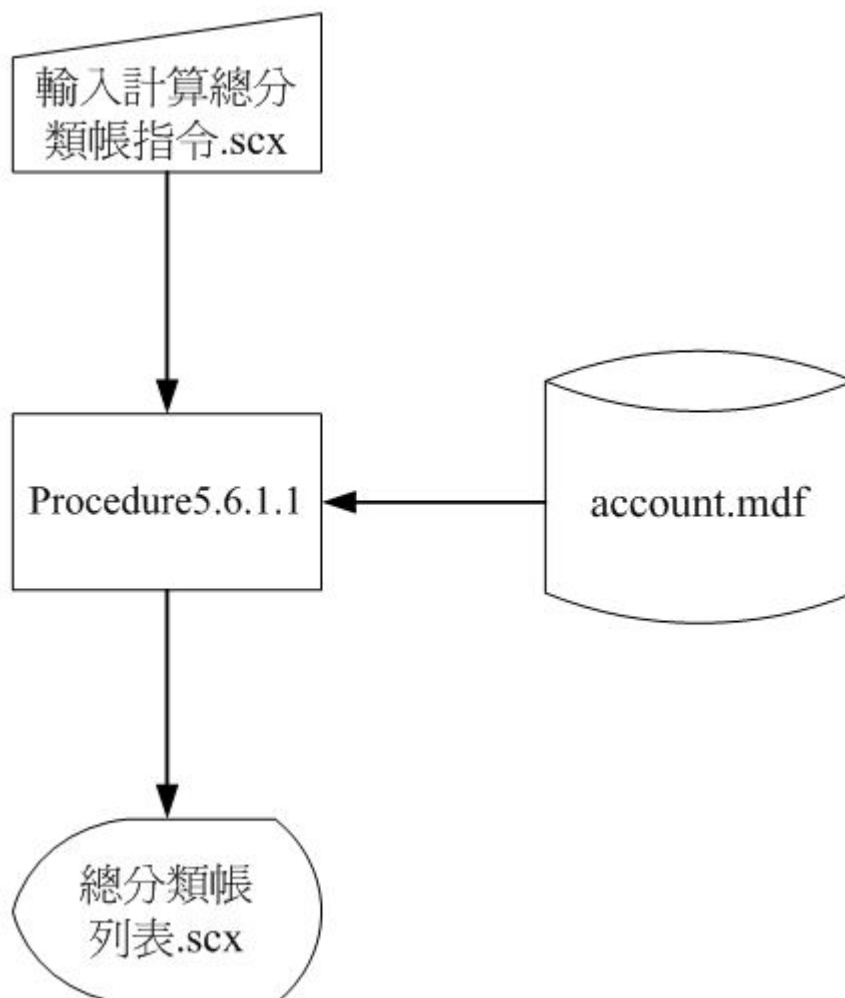 輸入計算總分
類帳指令.scx
Procedure5.6.1.1
account.mdf
總分類帳
列表.scx